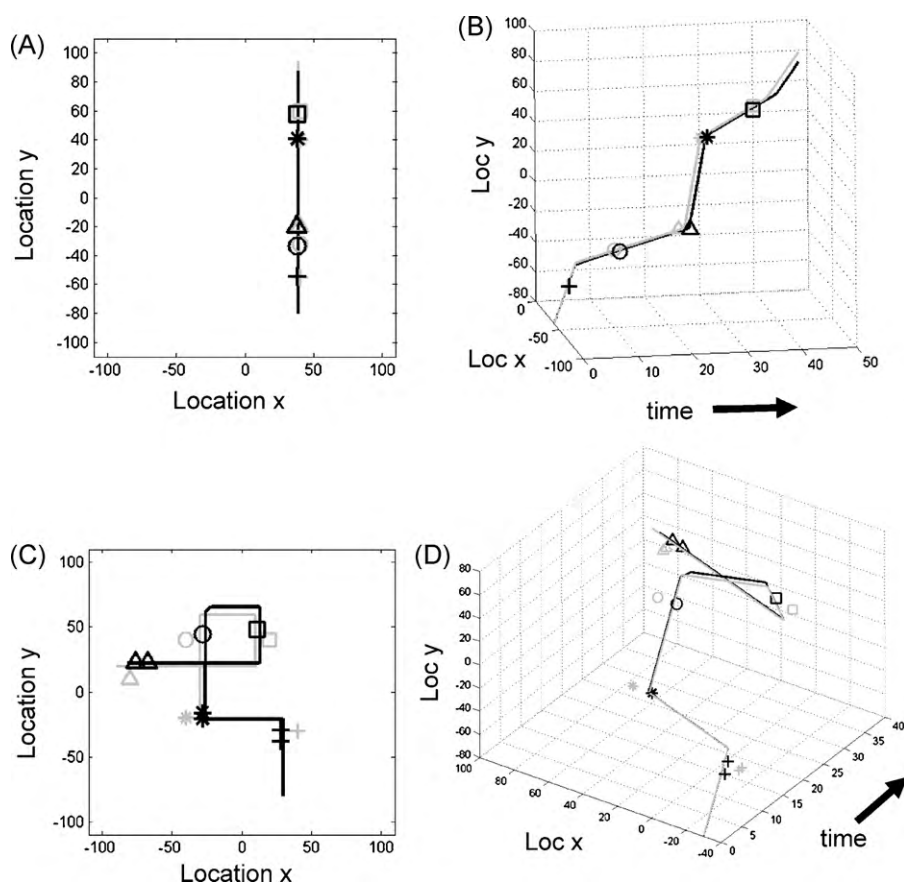 (A)
100
80
60
40
20
0
-20
-40
-60
-80
-100
Location y
-100 -50 0 50 100
Location x
(B)
100
80
60
40
20
0
-20
-40
-60
-80
Loc y
0
-50
-100
Loc x
0 10 20 30 40 50
time
(C)
100
50
0
-50
-100
Location y
-100 -50 0 50 100
Location x
(D)
80
60
40
20
0
-20
-40
-60
-80
Loc y
100 80 60 40 20 0 -20 -40
Loc x
0 5 10 15 20 25 30 35 40
time